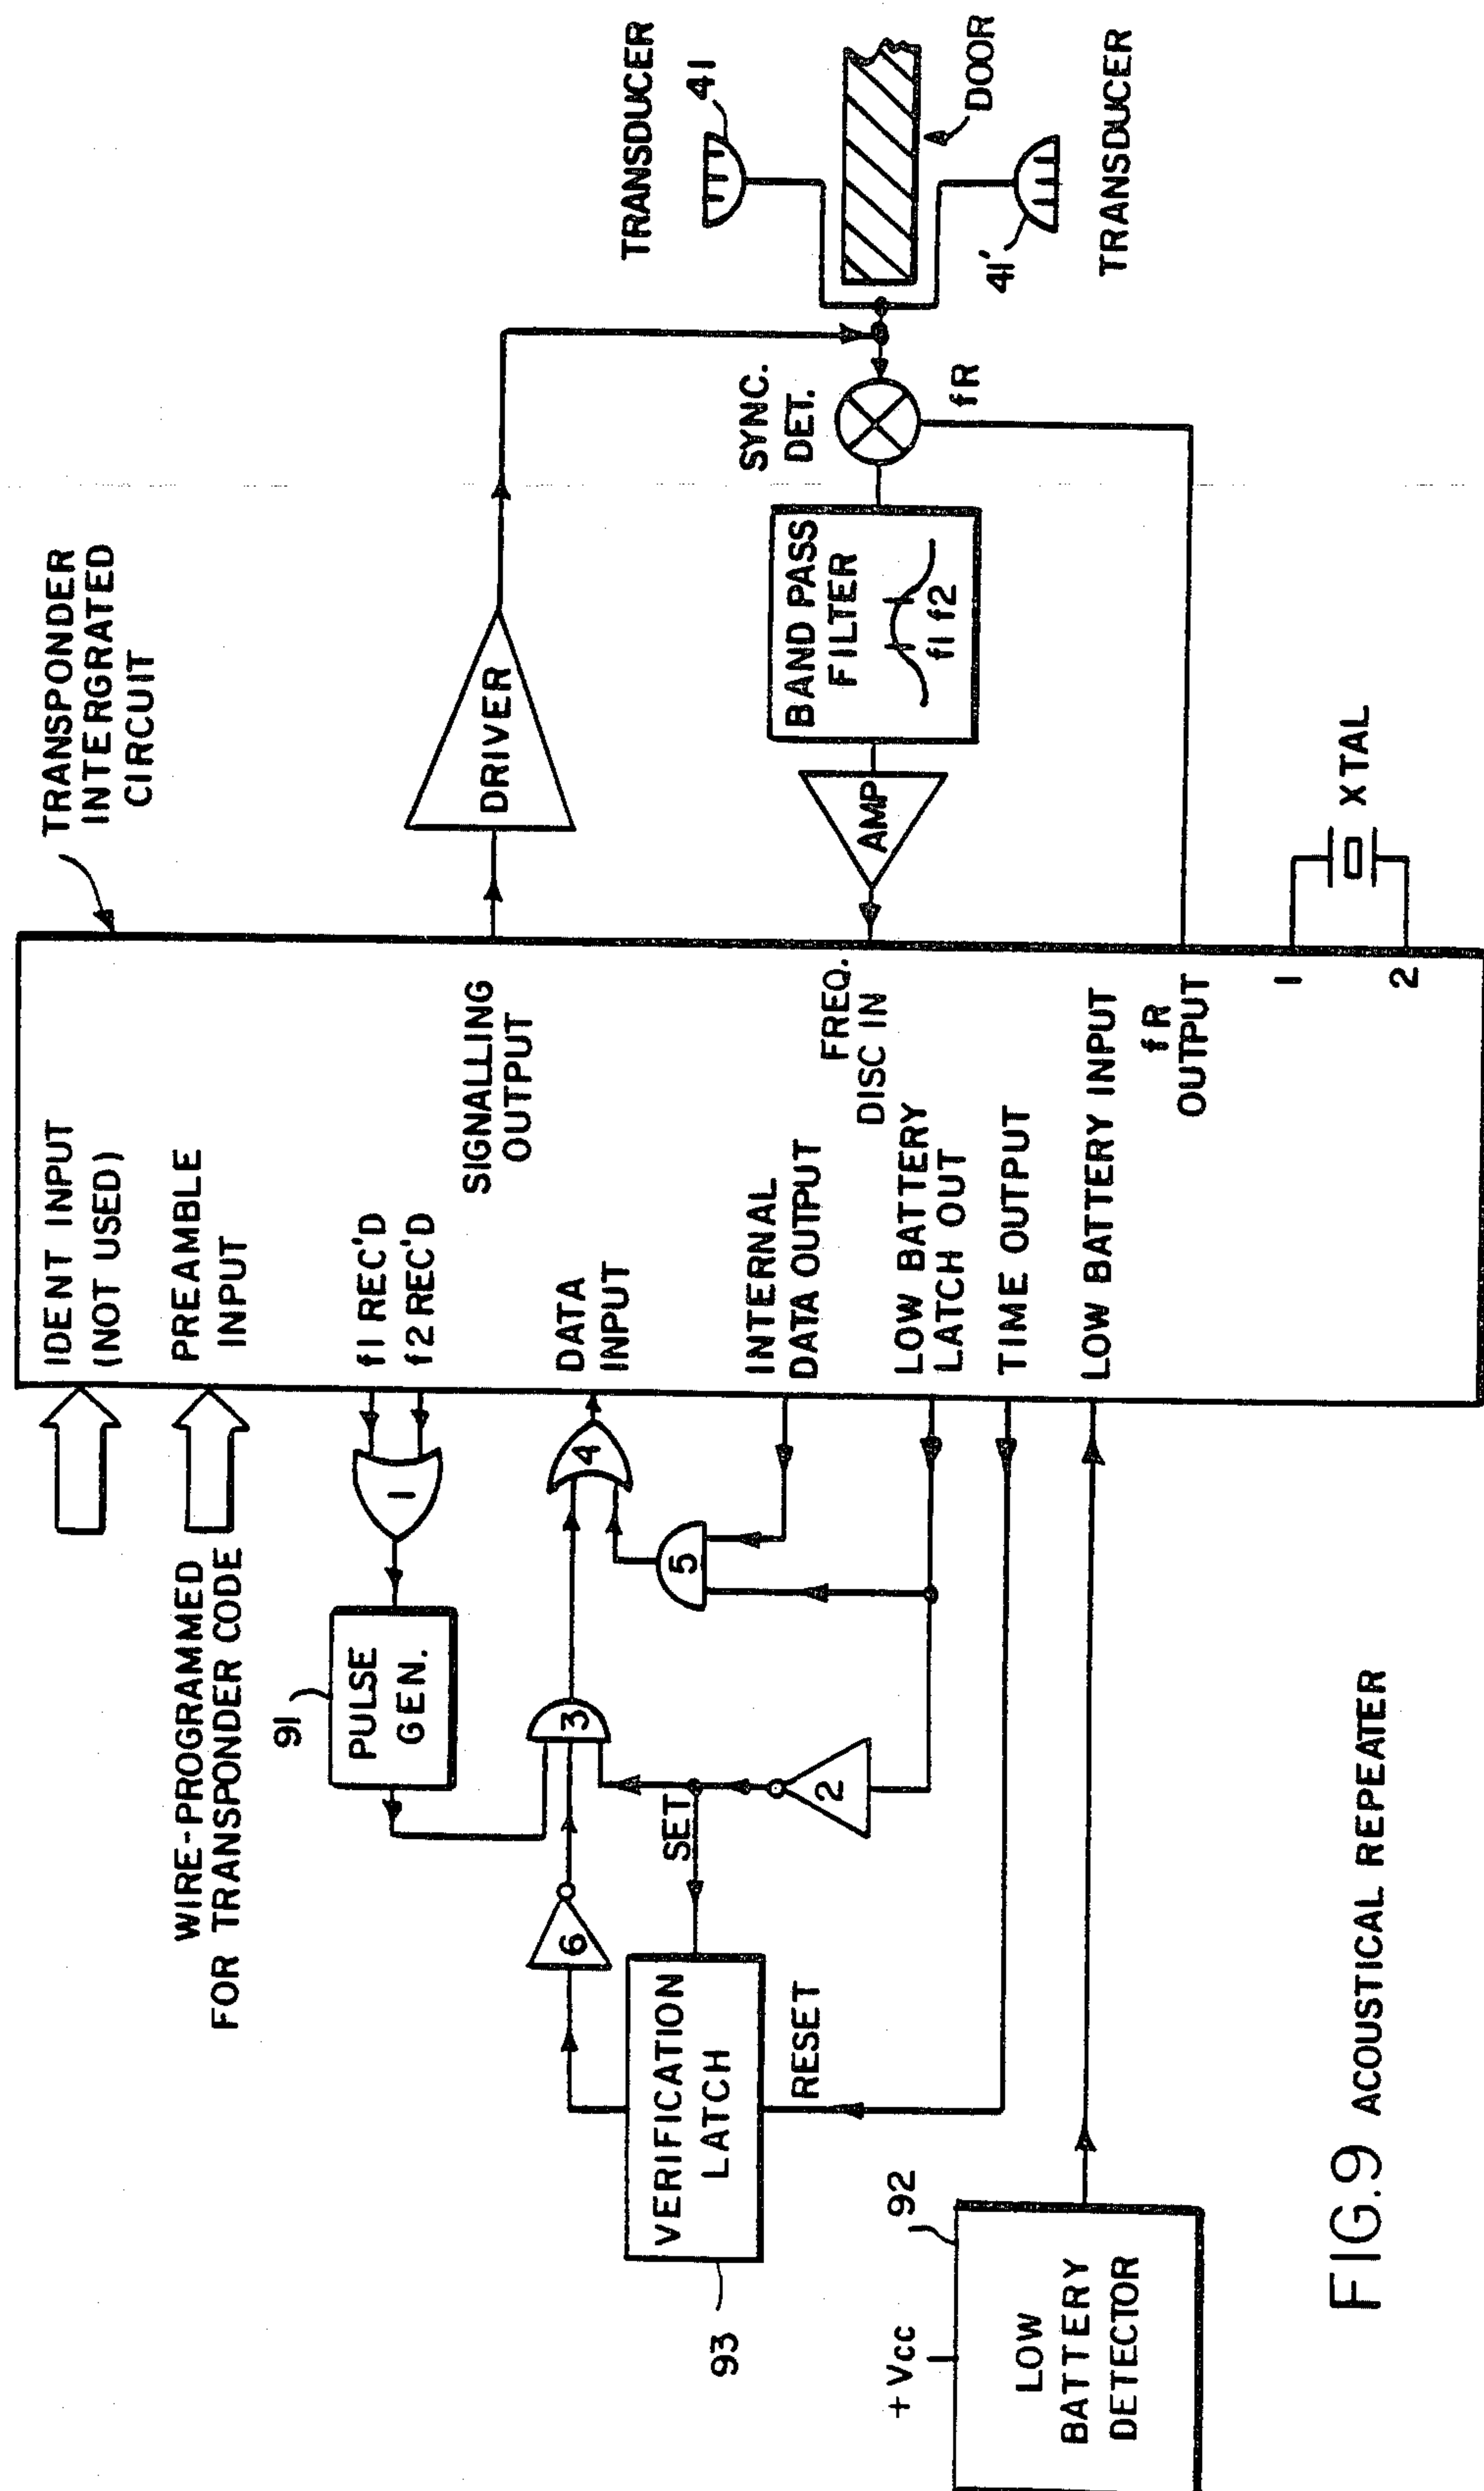 TRANSPONDER
INTERGRATED
CIRCUIT
IDENT INPUT
(NOT USED)
PREAMBLE
INPUT
WIRE-PROGRAMED
FOR TRANSPONDER CODE
f1 REC'D
f2 REC'D
1
PULSE
GEN.
91
SIGNALLING
OUTPUT
DRIVER
TRANSDUCER
41
DATA
INPUT
4
3
6
5
2
SET
VERIFICATION
LATCH
93
RESET
INTERNAL
DATA OUTPUT
LOW BATTERY
LATCH OUT
TIME OUTPUT
LOW BATTERY INPUT
FREQ.
DISC IN
AMP
BAND PASS
FILTER
f1 f2
SYNC.
DET.
fR
DOOR
41'
TRANSDUCER
fR
OUTPUT
1
2
XTAL
+ Vcc
92
LOW
BATTERY
DETECTOR
FIG.9 ACOUSTICAL REPEATER